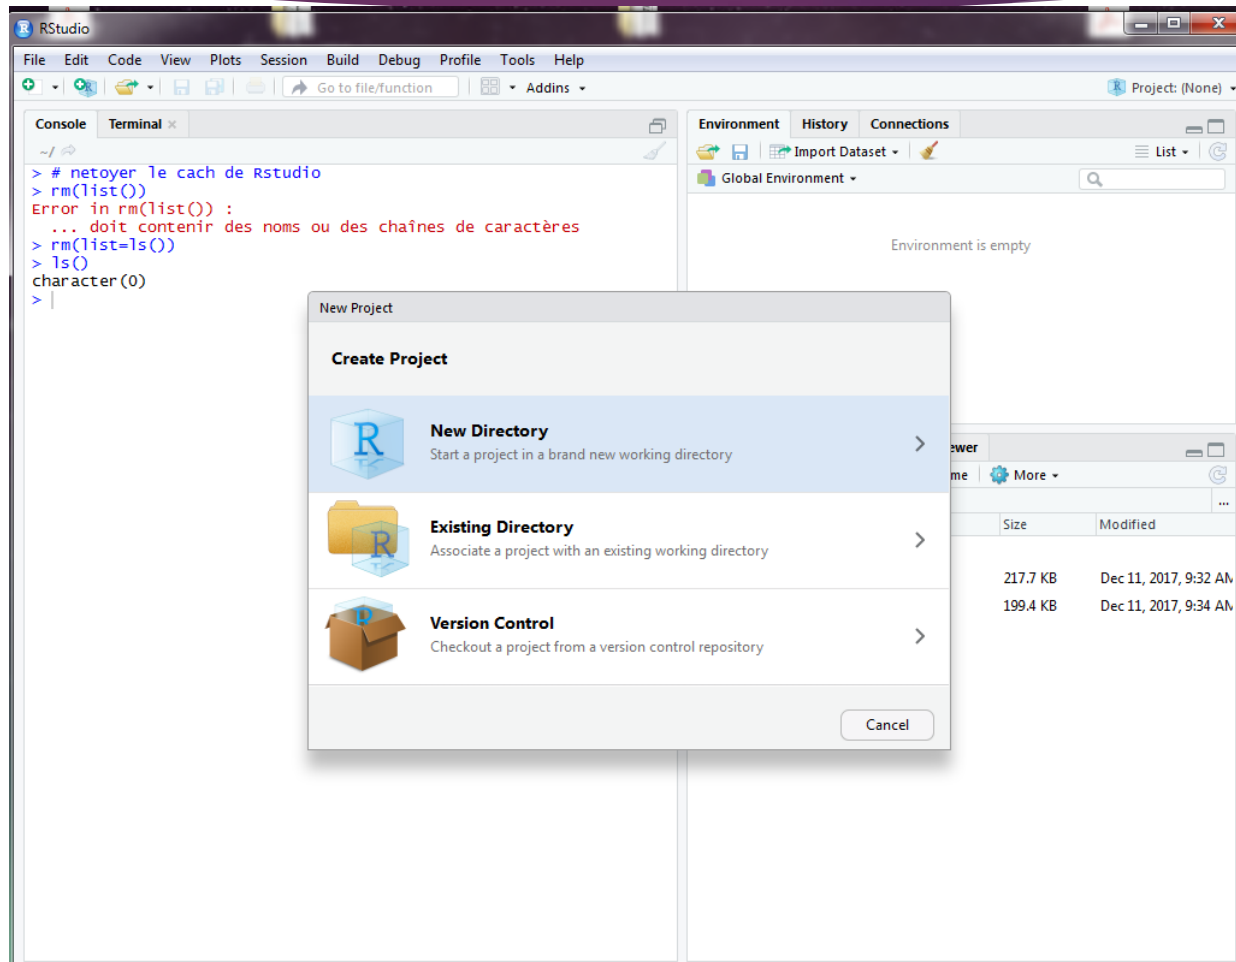 RStudio
File Edit Code View Plots Session Build Debug Profile Tools Help
Go to file/function Addins Project: (None)
Console Terminal
~/
> # netoyer le cach de Rstudio
> rm(list())
Error in rm(list()) :
... doit contenir des noms ou des chaînes de caractères
> rm(list=ls())
> ls()
character(0)
>
Environment History Connections
Import Dataset List
Global Environment
Environment is empty
New Project
Create Project
New Directory
Start a project in a brand new working directory
Existing Directory
Associate a project with an existing working directory
Version Control
Checkout a project from a version control repository
Cancel
More
...
Size Modified
217.7 KB Dec 11, 2017, 9:32 AM
199.4 KB Dec 11, 2017, 9:34 AM